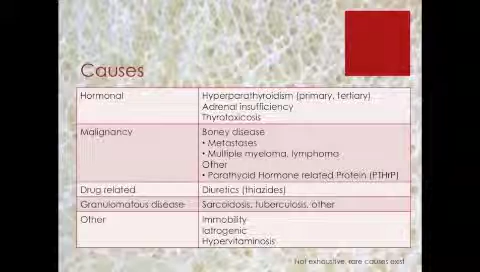 Causes
Hormonal
Hyperparathyroidism (primary, tertiary)
Adrenal insufficiency
Thyrotoxicosis
Malignancy
Boney disease
• Metastases
• Multiple myeloma, lymphoma
Other
• Parathyoid Hormone related Protein (PTHrP)
Drug related
Diuretics (thiazides)
Granulomatous disease
Sarcoidosis, tuberculosis, other
Other
Immobility
Iatrogenic
Hypervitaminosis
Not exhaustive, rare causes exist